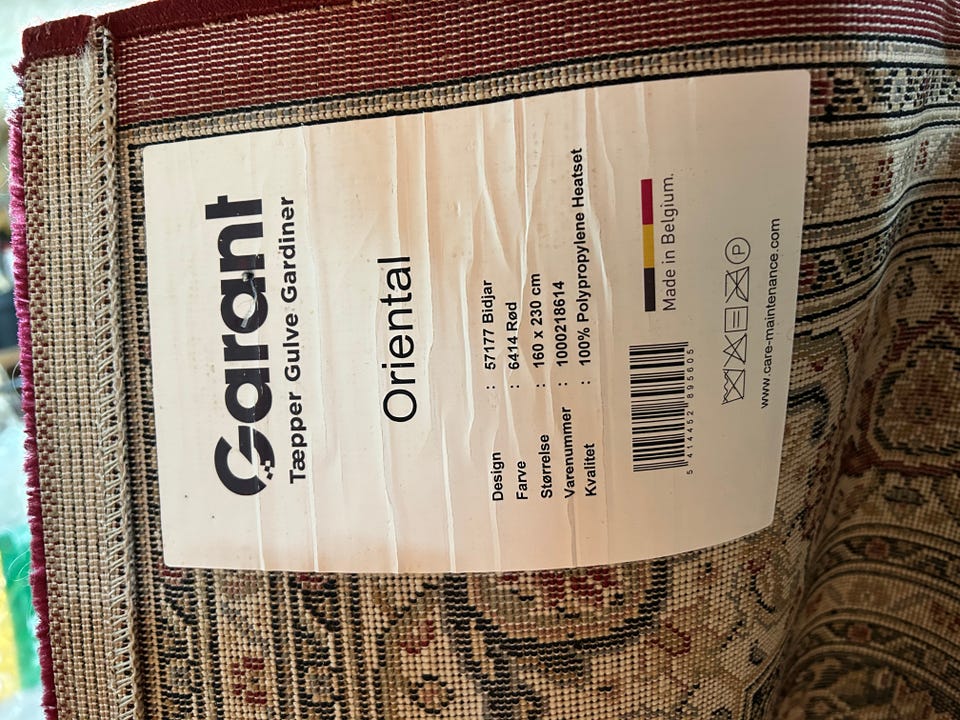 Garant
Tæpper Gulve Gardiner
Oriental
Design : 57177 Bidjar
Farve : 6414 Rød
Størrelse : 160 x 230 cm
Varenummer : 1000218614
Kvalitet : 100% Polypropylene Heatset
5 414452 895605
Made in Belgium.
P
www.care-maintenance.com